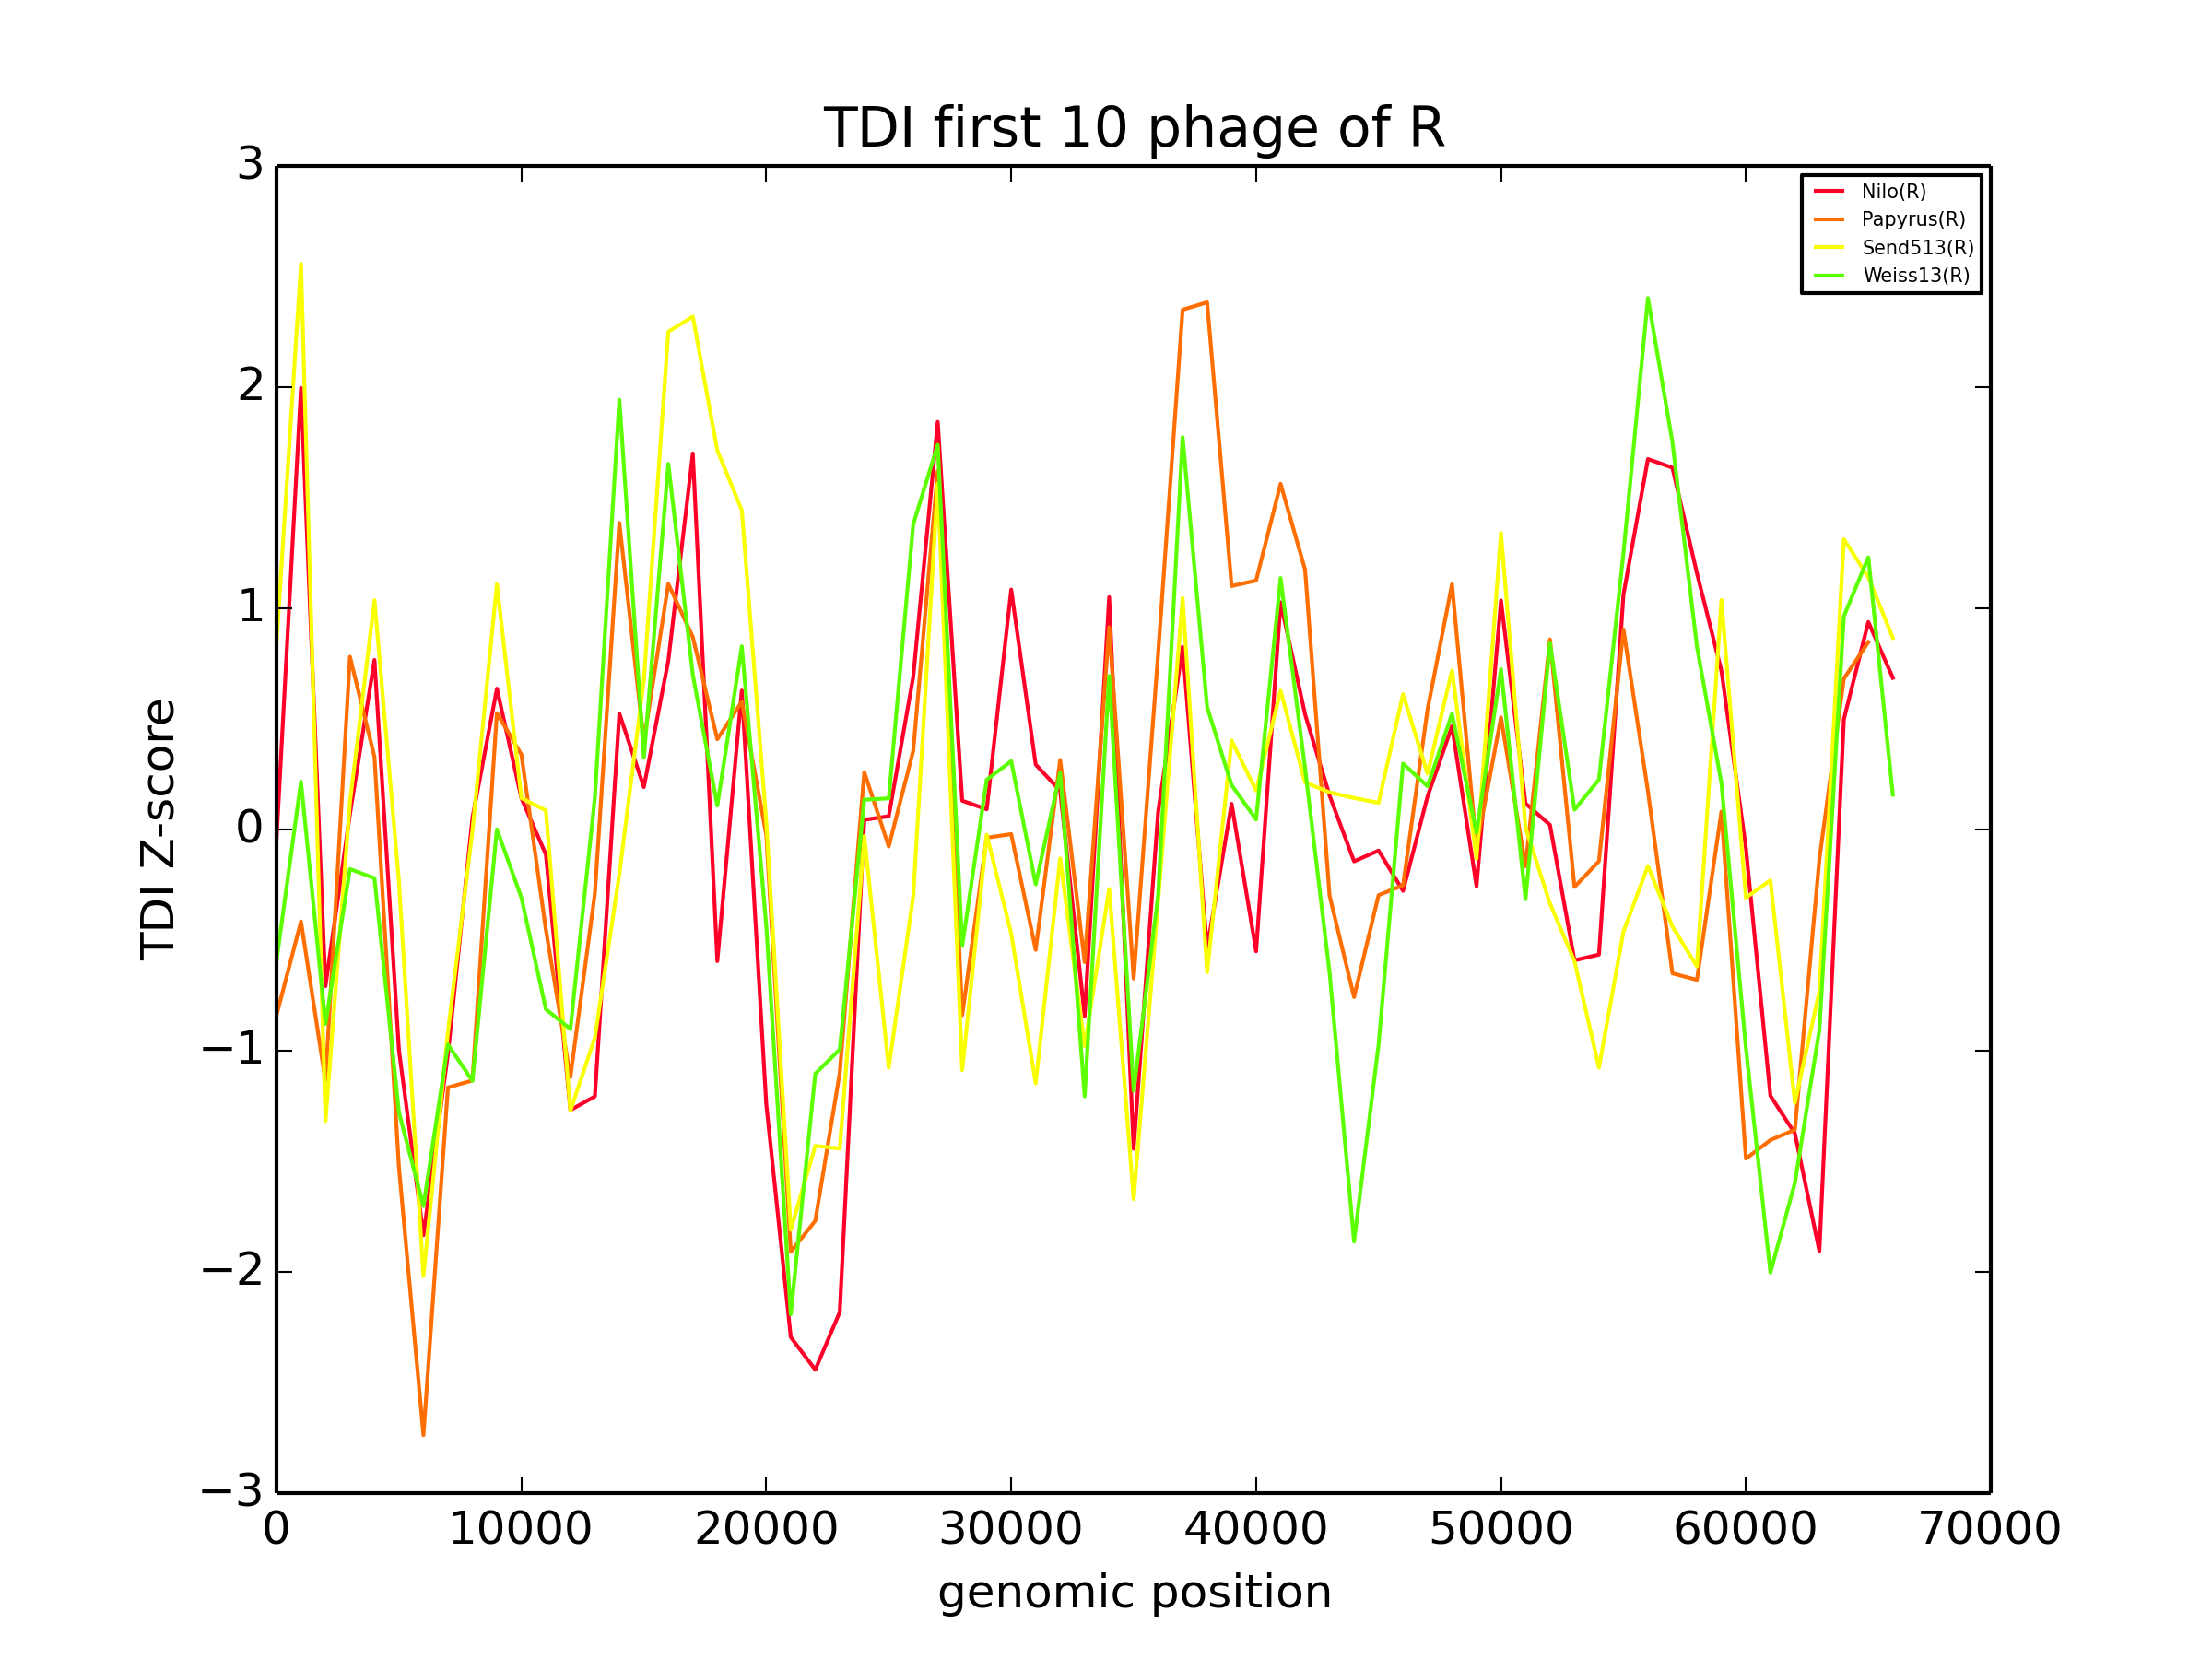 TDI first 10 phage of R
Nilo(R)
Papyrus(R)
Send513(R)
Weiss13(R)
3
2
1
0
−1
−2
−3
TDI Z-score
0 10000 20000 30000 40000 50000 60000 70000
genomic position